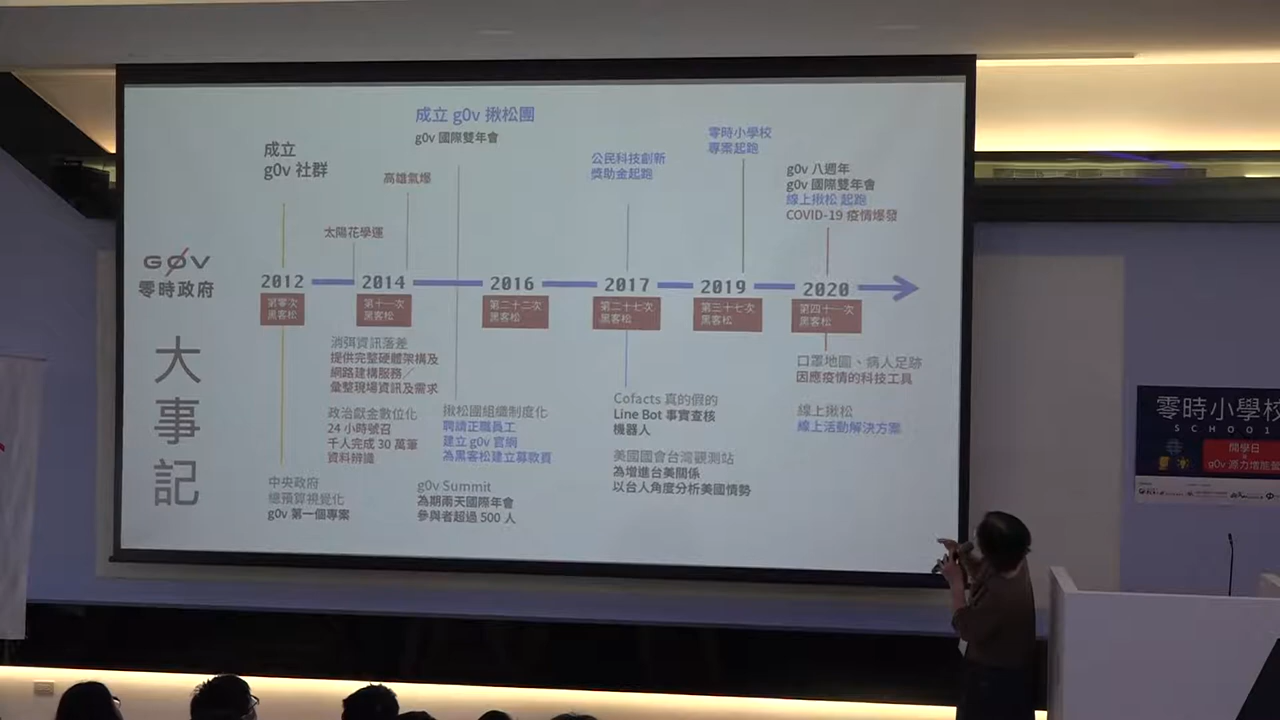 成立 g0v 揪松團
g0v 國際雙年會
成立
g0v 社群
高雄氣爆
太陽花學運
公民科技創新
獎助金起跑
零時小學校
專案起跑
g0v 八週年
g0v 國際雙年會
線上揪松 起跑
COVID-19 疫情爆發
G0V
零時政府
大事記
2012
2014
2016
2017
2019
2020
第零次
黑客松
第十一次
黑客松
第二十二次
黑客松
第二十七次
黑客松
第三十七次
黑客松
第四十一次
黑客松
消弭資訊落差
提供完整硬體架構及
網路建構服務／
彙整現場資訊及需求
政治獻金數位化
24 小時號召
千人完成 30 萬筆
資料辨識
中央政府
總預算視覺化
g0v 第一個專案
揪松團組織制度化
聘請正職員工
建立 g0v 官網
為黑客松建立募款頁
g0v Summit
為期兩天國際年會
參與者超過 500 人
Cofacts 真的假的
Line Bot 事實查核
機器人
美國國會台灣觀測站
為增進台美關係
以台人角度分析美國情勢
口罩地圖、病人足跡
因應疫情的科技工具
線上揪松
線上活動解決方案
零時小學校
SCHOOL
開學日
g0v 源力增能營